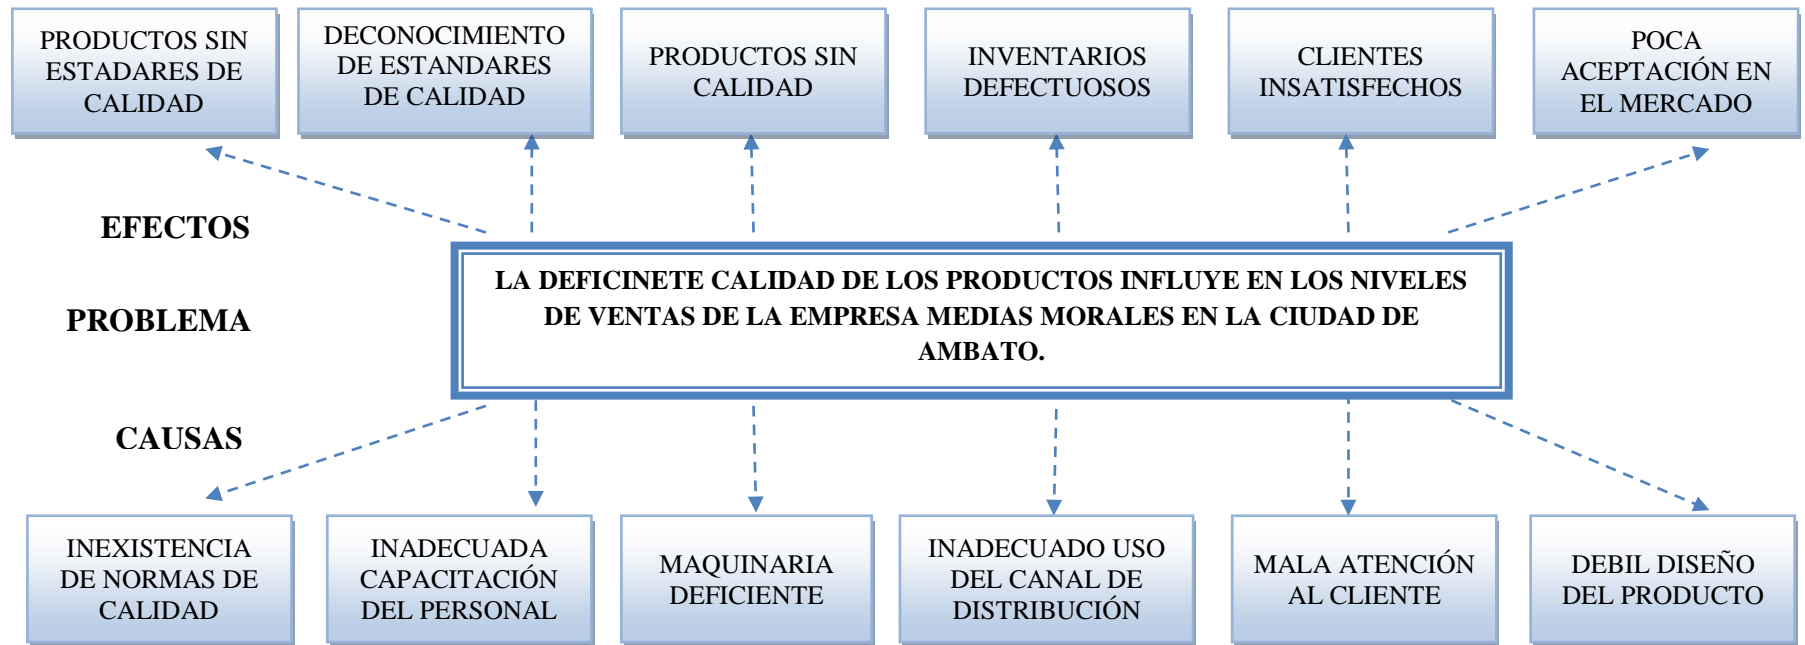 PRODUCTOS SIN
ESTADARES DE
CALIDAD
DECONOCIMIENTO
DE ESTANDARES
DE CALIDAD
PRODUCTOS SIN
CALIDAD
INVENTARIOS
DEFECTUOSOS
CLIENTES
INSATISFECHOS
POCA
ACEPTACIÓN EN
EL MERCADO
EFECTOS
PROBLEMA
LA DEFICINETE CALIDAD DE LOS PRODUCTOS INFLUYE EN LOS NIVELES
DE VENTAS DE LA EMPRESA MEDIAS MORALES EN LA CIUDAD DE
AMBATO.
CAUSAS
INEXISTENCIA
DE NORMAS DE
CALIDAD
INADECUADA
CAPACITACIÓN
DEL PERSONAL
MAQUINARIA
DEFICIENTE
INADECUADO USO
DEL CANAL DE
DISTRIBUCIÓN
MALA ATENCIÓN
AL CLIENTE
DEBIL DISEÑO
DEL PRODUCTO